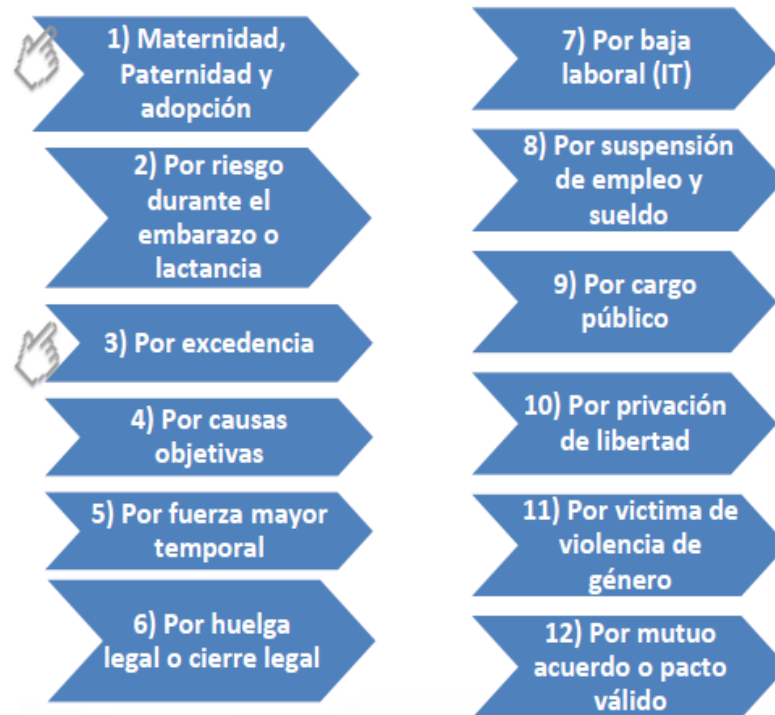 1) Maternidad,
Paternidad y
adopción
2) Por riesgo
durante el
embarazo o
lactancia
3) Por excedencia
4) Por causas
objetivas
5) Por fuerza mayor
temporal
6) Por huelga
legal o cierre legal
7) Por baja
laboral (IT)
8) Por suspensión
de empleo y
sueldo
9) Por cargo
público
10) Por privación
de libertad
11) Por victima de
violencia de
género
12) Por mutuo
acuerdo o pacto
válido